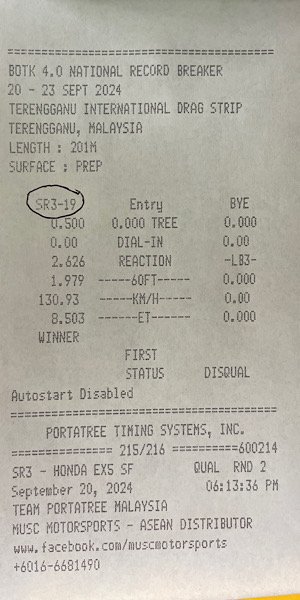 ========================================
BOTK 4.0 NATIONAL RECORD BREAKER
20 - 23 SEPT 2024
TERENGGANU INTERNATIONAL DRAG STRIP
TERENGGANU, MALAYSIA
LENGTH : 201M
SURFACE : PREP
SR3-19 Entry BYE
0.500 0.000 TREE 0.000
0.00 DIAL-IN 0.00
2.626 REACTION -LB3-
1.979 -----60FT----- 0.000
130.93 -----KM/H----- 0.00
8.503 ------ET------ 0.000
WINNER
FIRST
STATUS DISQUAL
Autostart Disabled
========================================
PORTATREE TIMING SYSTEMS, INC.
=============== 215/216 ==========600214
SR3 - HONDA EX5 SF QUAL RND 2
September 20, 2024 06:13:36 PM
TEAM PORTATREE MALAYSIA
MUSC MOTORSPORTS - ASEAN DISTRIBUTOR
www.facebook.com/muscmotorsports
+6016-6681490